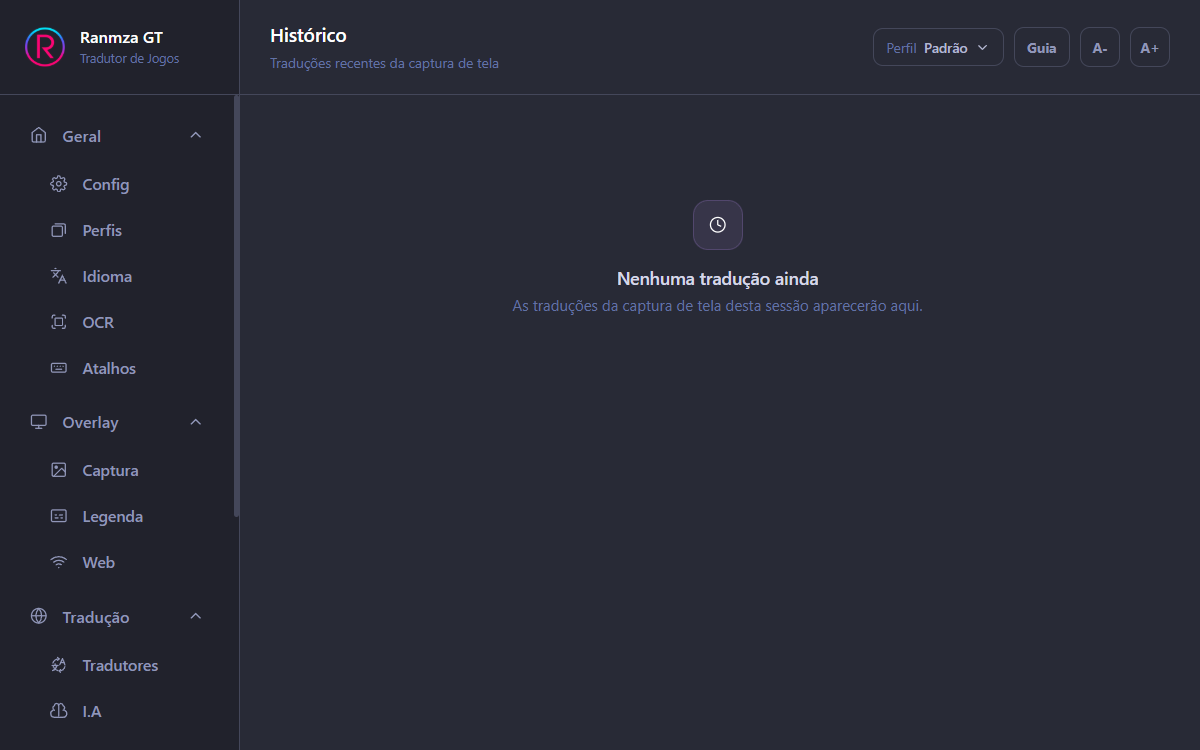 Ranmza GT
Tradutor de Jogos
Histórico
Traduções recentes da captura de tela
Perfil Padrão
Guia
A-
A+
Geral
Config
Perfis
Idioma
OCR
Atalhos
Overlay
Captura
Legenda
Web
Tradução
Tradutores
I.A
Nenhuma tradução ainda
As traduções da captura de tela desta sessão aparecerão aqui.